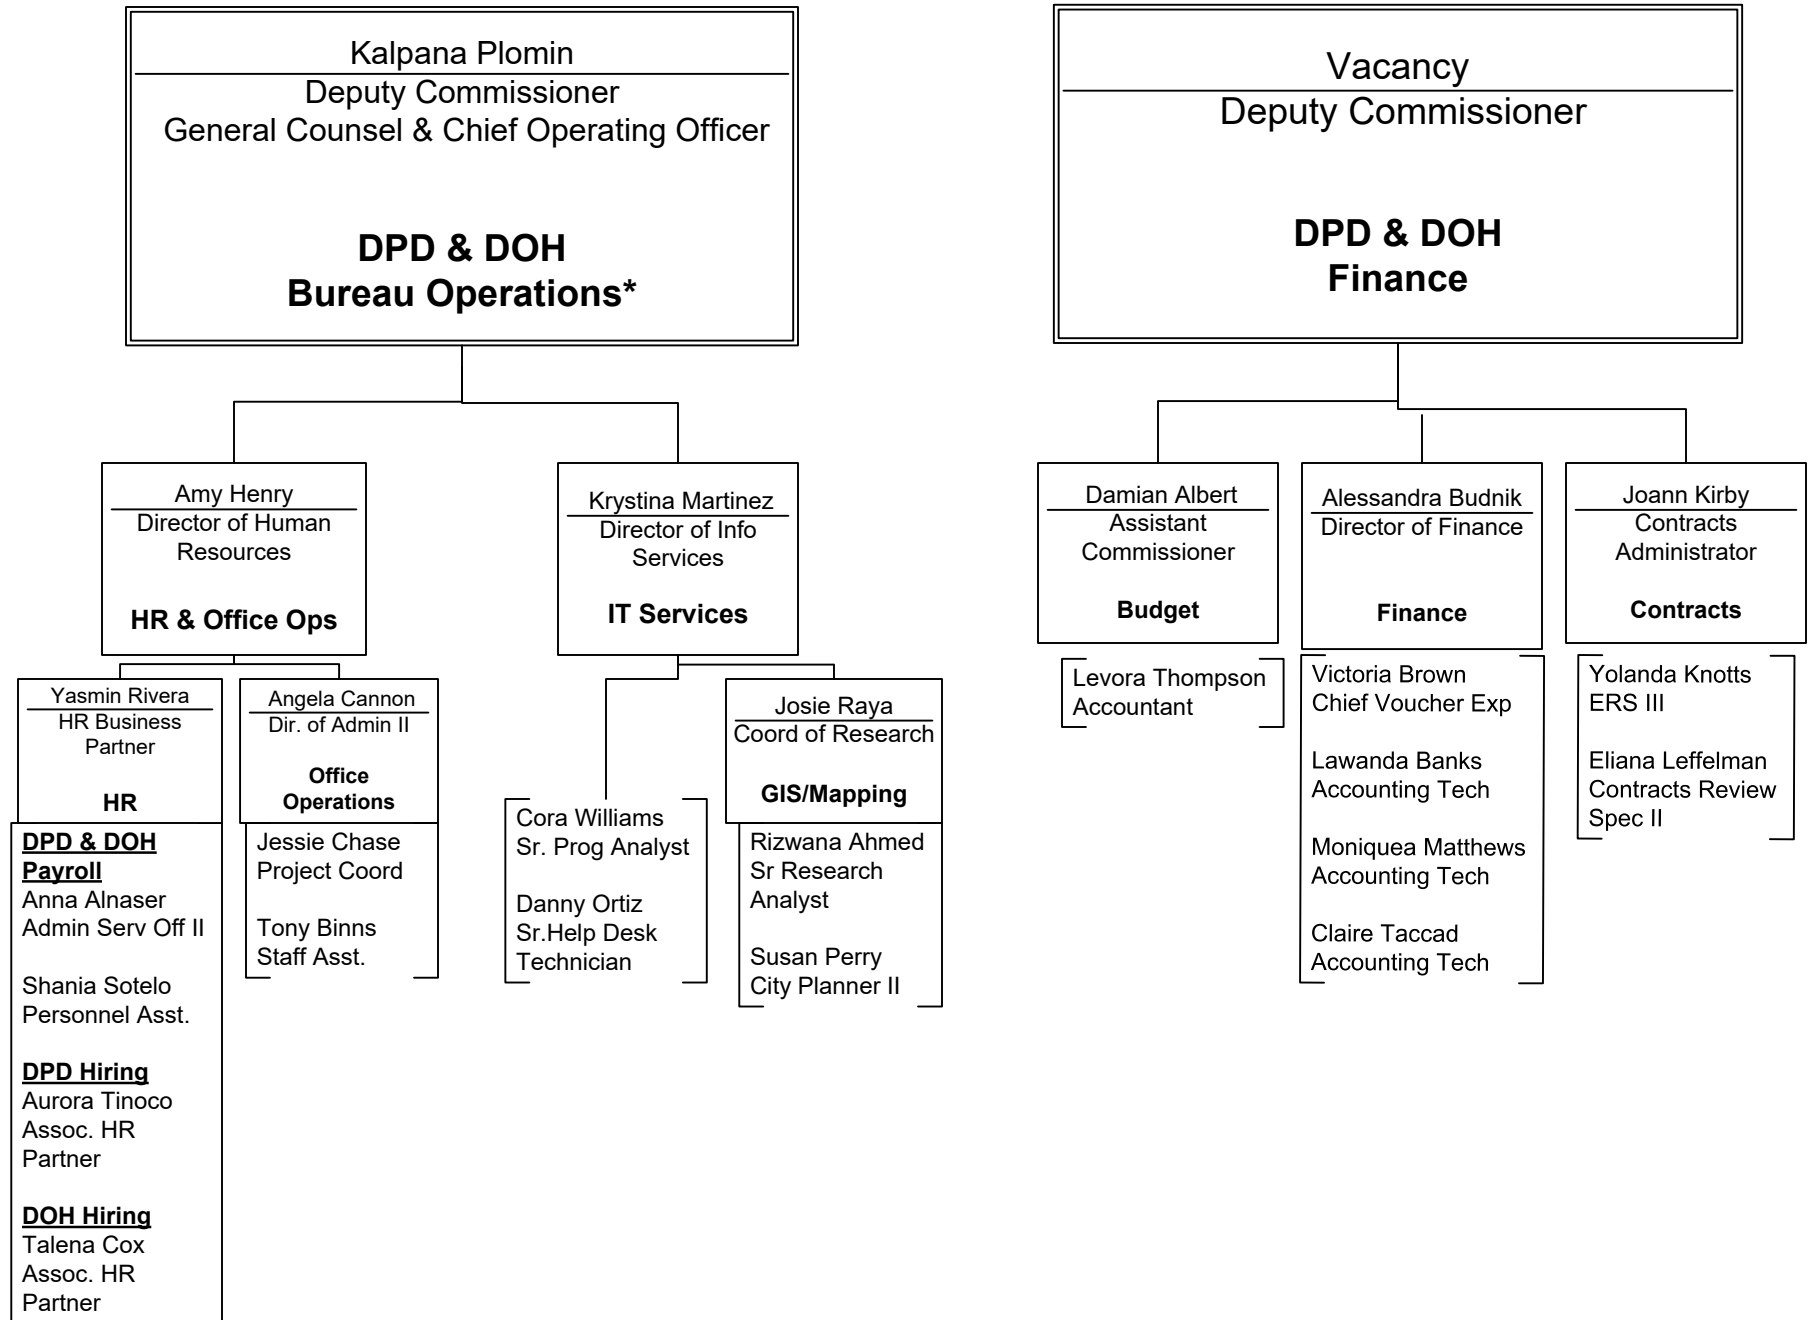 Kalpana Plomin
Deputy Commissioner
General Counsel & Chief Operating Officer
DPD & DOH
Bureau Operations*
Vacancy
Deputy Commissioner
DPD & DOH
Finance
Amy Henry
Director of Human
Resources
HR & Office Ops
Krystina Martinez
Director of Info
Services
IT Services
Damian Albert
Assistant
Commissioner
Budget
Alessandra Budnik
Director of Finance
Finance
Joann Kirby
Contracts
Administrator
Contracts
Yasmin Rivera
HR Business
Partner
HR
DPD & DOH
Payroll
Anna Alnaser
Admin Serv Off II
Shania Sotelo
Personnel Asst.
DPD Hiring
Aurora Tinoco
Assoc. HR
Partner
DOH Hiring
Talena Cox
Assoc. HR
Partner
Angela Cannon
Dir. of Admin II
Office
Operations
Jessie Chase
Project Coord
Tony Binns
Staff Asst.
Cora Williams
Sr. Prog Analyst
Danny Ortiz
Sr.Help Desk
Technician
Josie Raya
Coord of Research
GIS/Mapping
Rizwana Ahmed
Sr Research
Analyst
Susan Perry
City Planner II
Levora Thompson
Accountant
Victoria Brown
Chief Voucher Exp
Lawanda Banks
Accounting Tech
Moniquea Matthews
Accounting Tech
Claire Taccad
Accounting Tech
Yolanda Knotts
ERS III
Eliana Leffelman
Contracts Review
Spec II